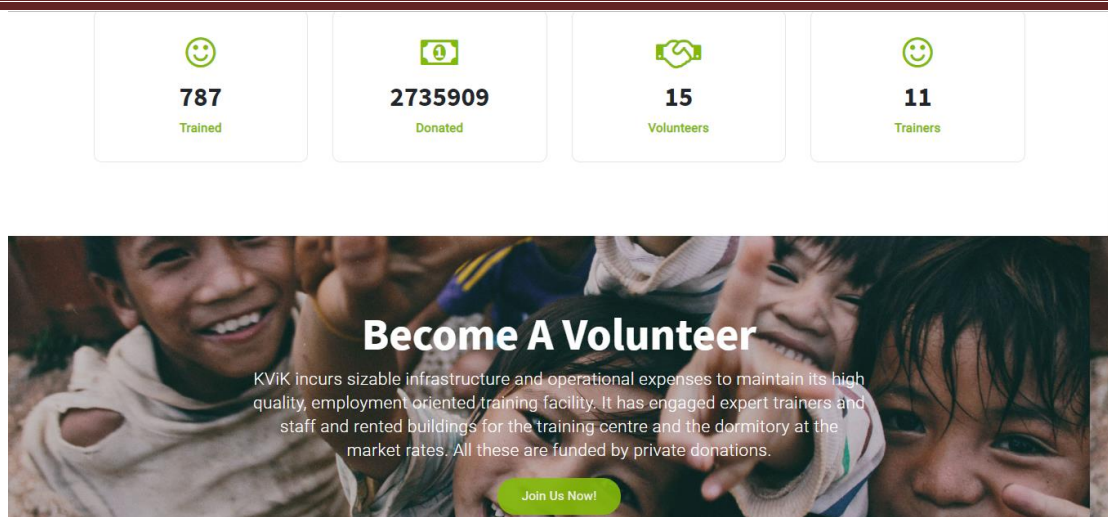 787
Trained
2735909
Donated
15
Volunteers
11
Trainers
Become A Volunteer
KViK incurs sizable infrastructure and operational expenses to maintain its high
quality, employment oriented training facility. It has engaged expert trainers and
staff and rented buildings for the training centre and the dormitory at the
market rates. All these are funded by private donations.
Join Us Now!